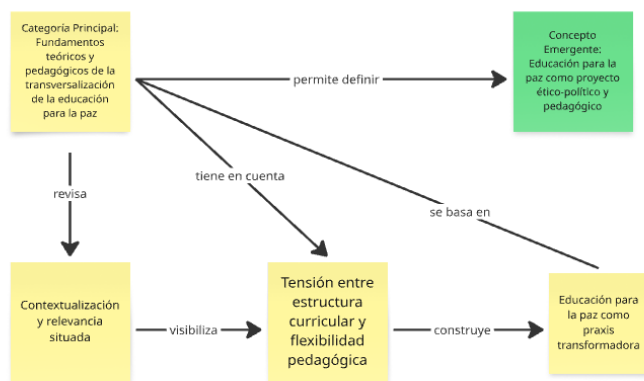 Categoría Principal:
Fundamentos
teóricos y
pedagógicos de la
transversalización
de la educación
para la paz
permite definir
Concepto
Emergente:
Educación para la
paz como proyecto
ético-político y
pedagógico
revisa
tiene en cuenta
se basa en
Contextualización
y relevancia
situada
visibiliza
Tensión entre
estructura
curricular y
flexibilidad
pedagógica
construye
Educación para
la paz como
praxis
transformadora